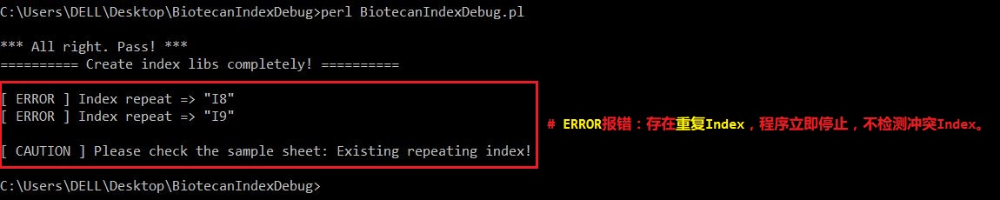 C:\Users\DELL\Desktop\BiotecanIndexDebug>perl BiotecanIndexDebug.pl
*** All right. Pass! ***
========== Create index libs completely! ==========
[ ERROR ] Index repeat => "I8"
[ ERROR ] Index repeat => "I9"
# ERROR报错：存在重复Index，程序立即停止，不检测冲突Index。
[ CAUTION ] Please check the sample sheet: Existing repeating index!
C:\Users\DELL\Desktop\BiotecanIndexDebug>